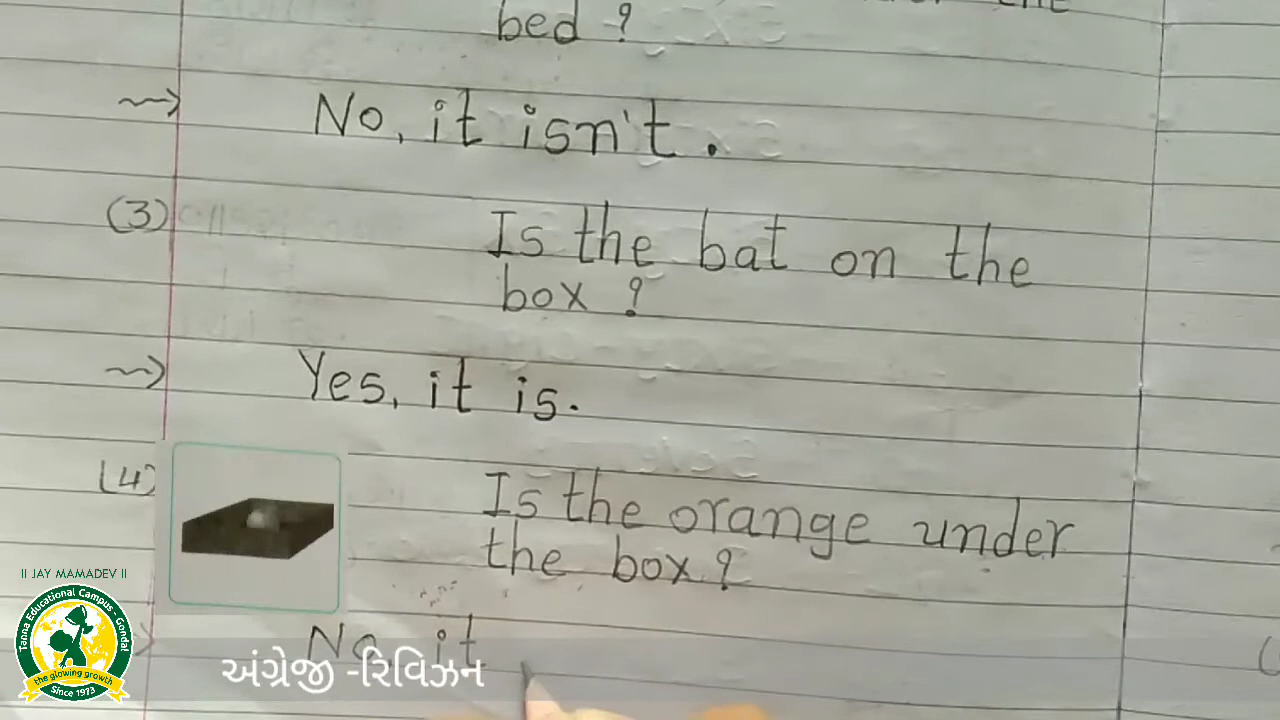 bed ?
No, it isn't.
(3) Is the bat on the
box ?
Yes, it is.
(4) Is the orange under
the box ?
No, it
અંગ્રેજી -રિવિઝન
II JAY MAMADEV II
Tanna Educational Campus - Gondal
the glowing growth
Since 1973